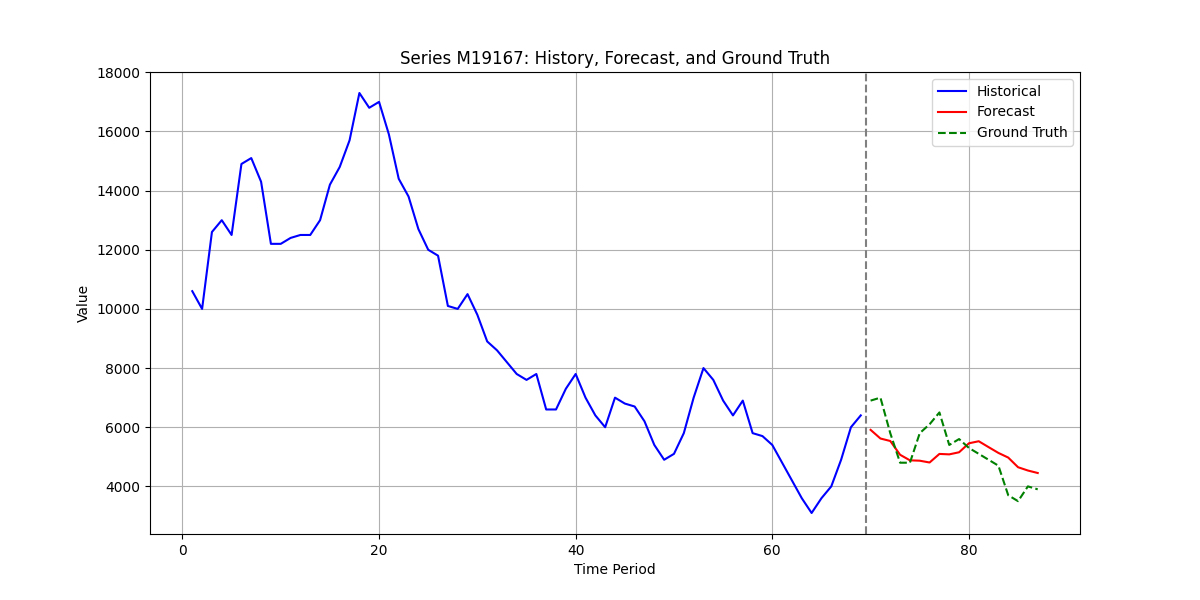 Series M19167: History, Forecast, and Ground Truth
18000
16000
14000
12000
10000
8000
6000
4000
Value
0
20
40
60
80
Time Period
Historical
Forecast
Ground Truth